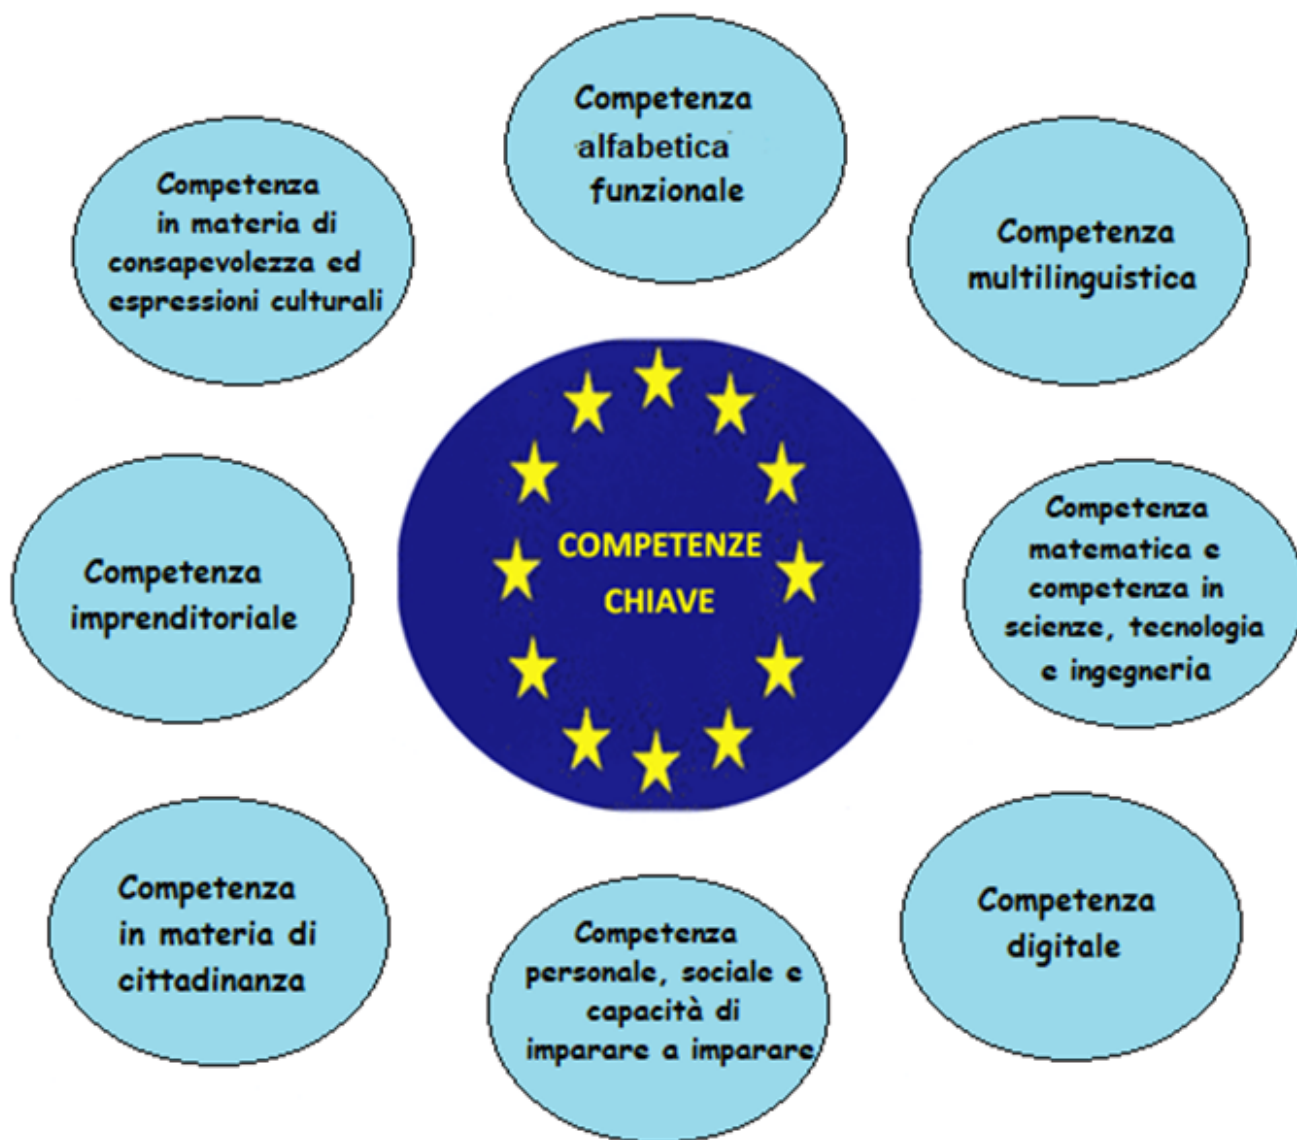 Competenza
alfabetica
funzionale
Competenza
multilinguistica
Competenza
matematica e
competenza in
scienze, tecnologia
e ingegneria
Competenza
digitale
Competenza
personale, sociale e
capacità di
imparare a imparare
Competenza
in materia di
cittadinanza
Competenza
imprenditoriale
Competenza
in materia di
consapevolezza ed
espressioni culturali
COMPETENZE
CHIAVE